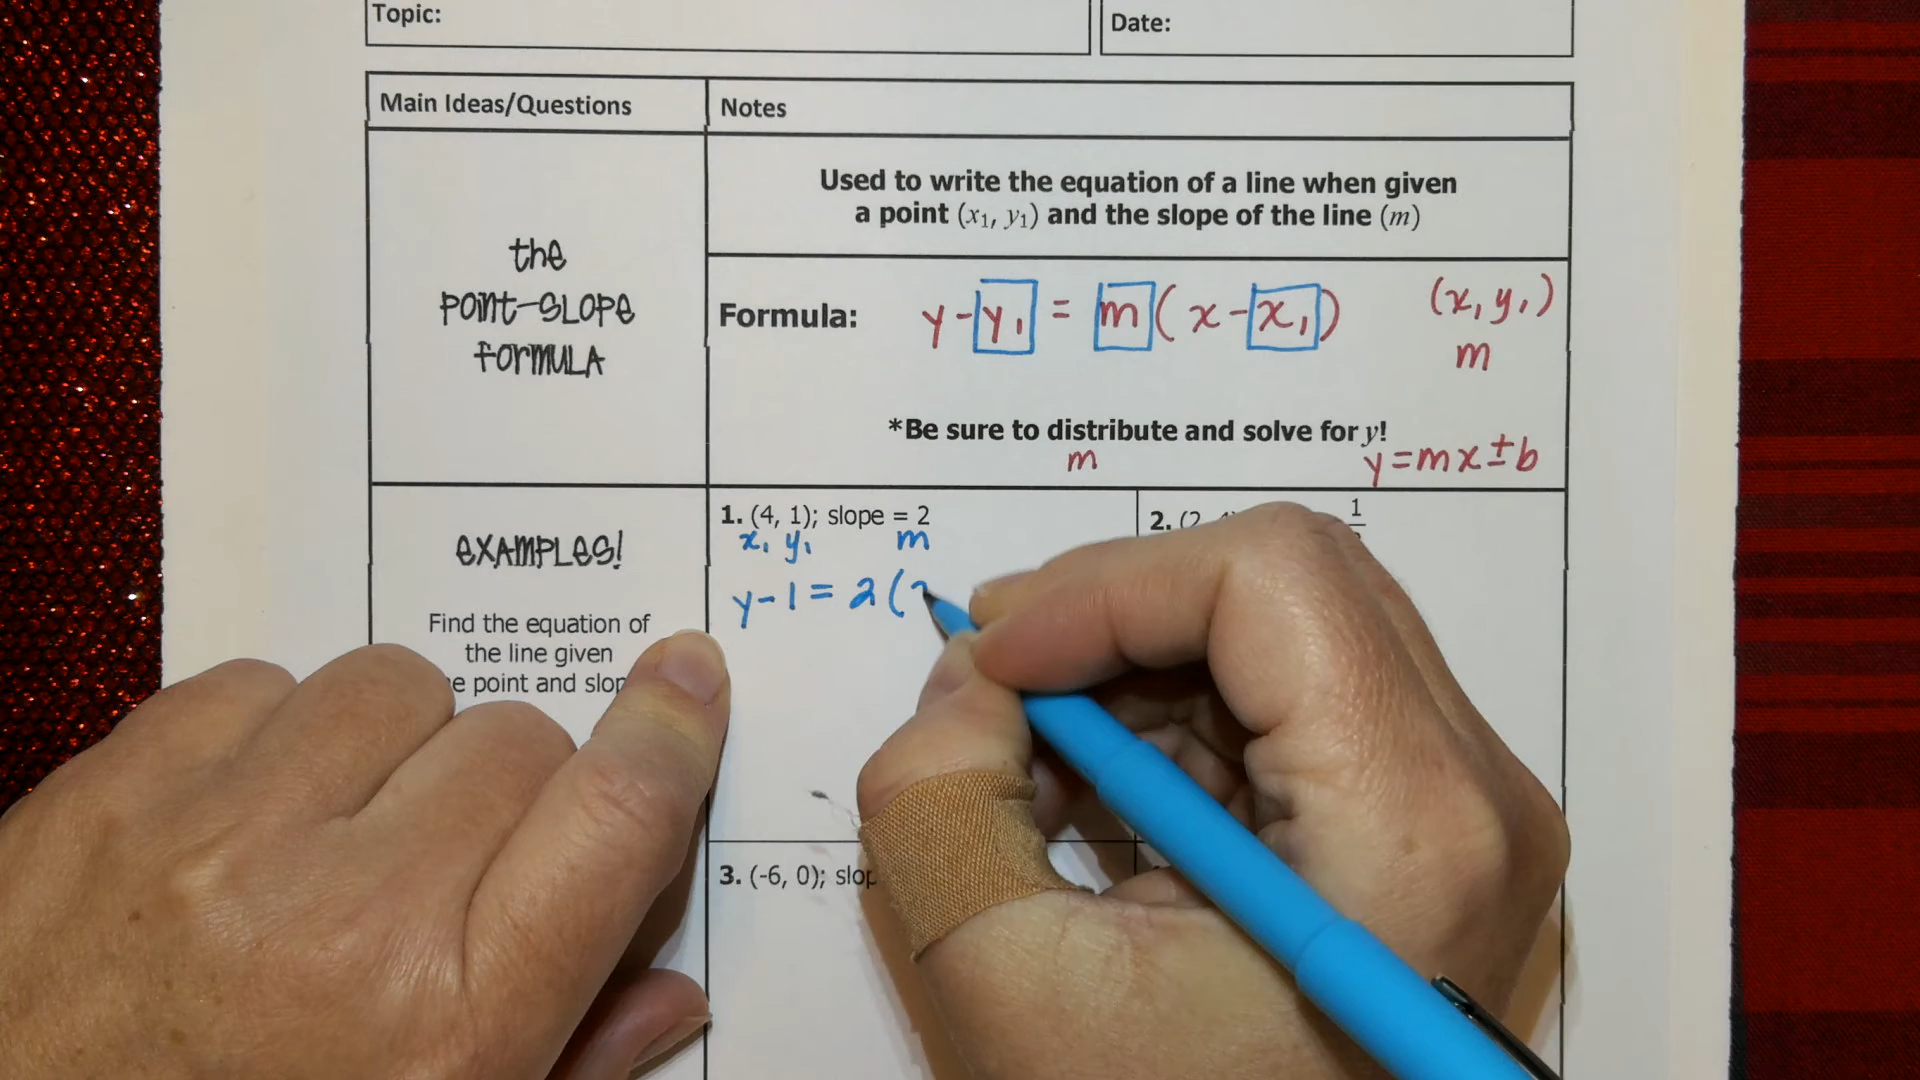 Topic:
Date:
Main Ideas/Questions
Notes
the
POINT-SLOPE
FORMULA
Used to write the equation of a line when given
a point (x₁, y₁) and the slope of the line (m)
Formula: y - y₁ = m ( x - x₁ )
(x, y₁)
m
*Be sure to distribute and solve for y!
m
y = mx ± b
EXAMPLES!
Find the equation of
the line given
point and
1. (4, 1); slope = 2
x₁ y₁ m
y - 1 = 2 (
2. (2,
1
3. (-6, 0);